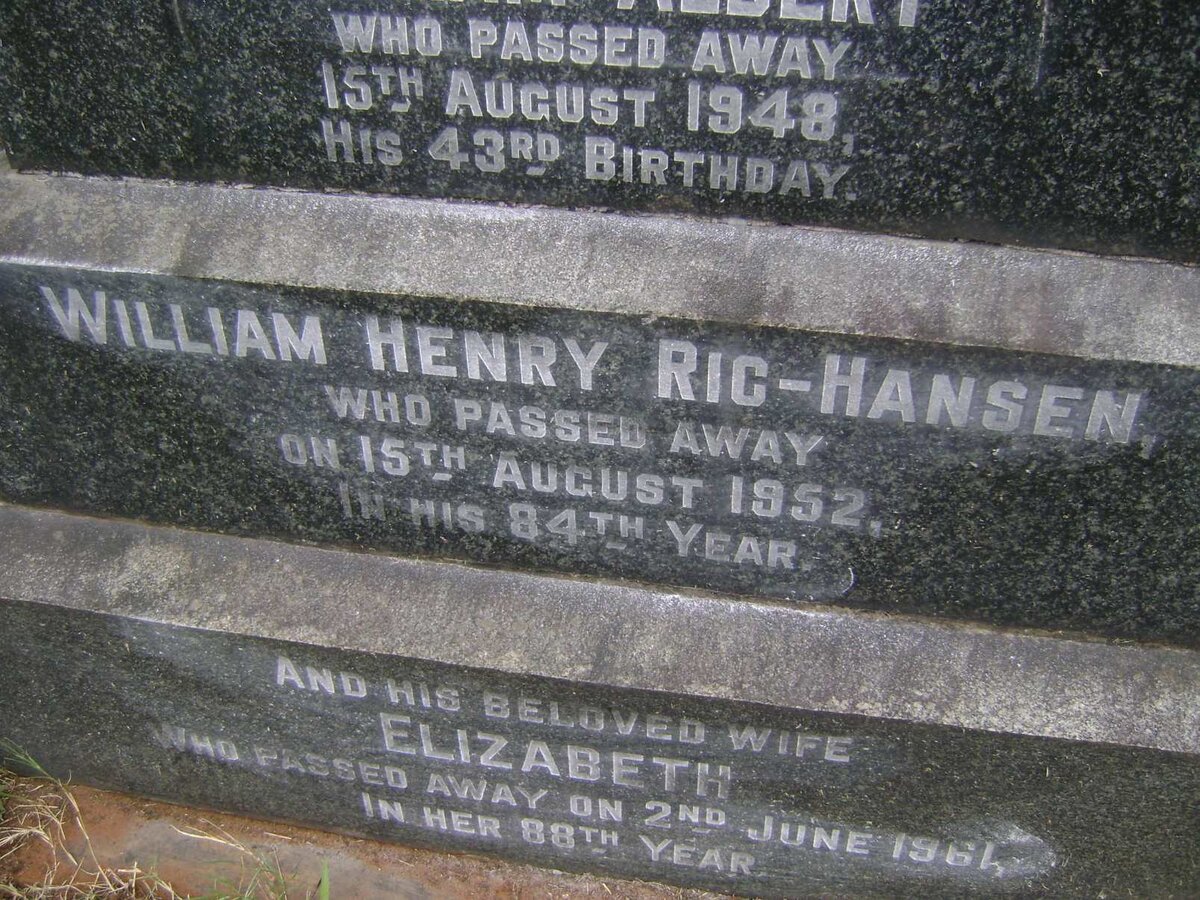 ALBERT
WHO PASSED AWAY
15TH AUGUST 1948,
HIS 43RD BIRTHDAY.
WILLIAM HENRY RIC-HANSEN,
WHO PASSED AWAY
ON 15TH AUGUST 1952,
IN HIS 84TH YEAR.
AND HIS BELOVED WIFE
ELIZABETH
WHO PASSED AWAY ON 2ND JUNE 1961,
IN HER 88TH YEAR